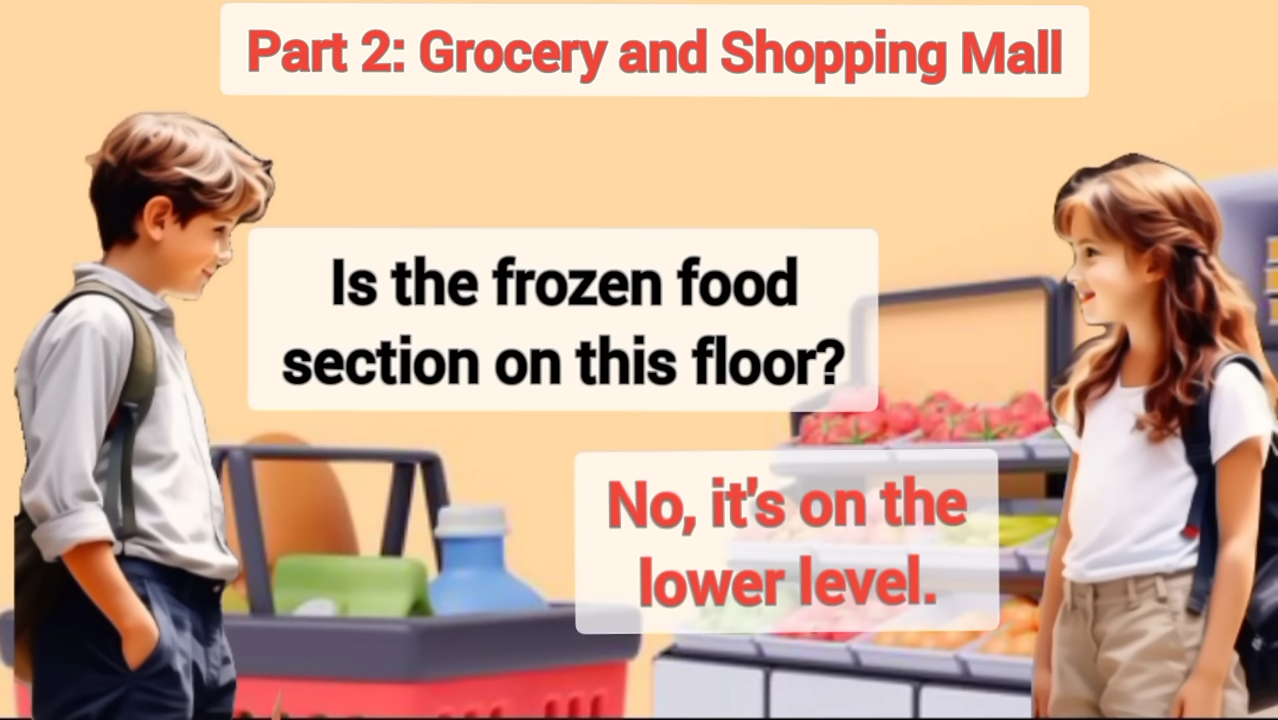 Part 2: Grocery and Shopping Mall
Is the frozen food
section on this floor?
No, it's on the
lower level.